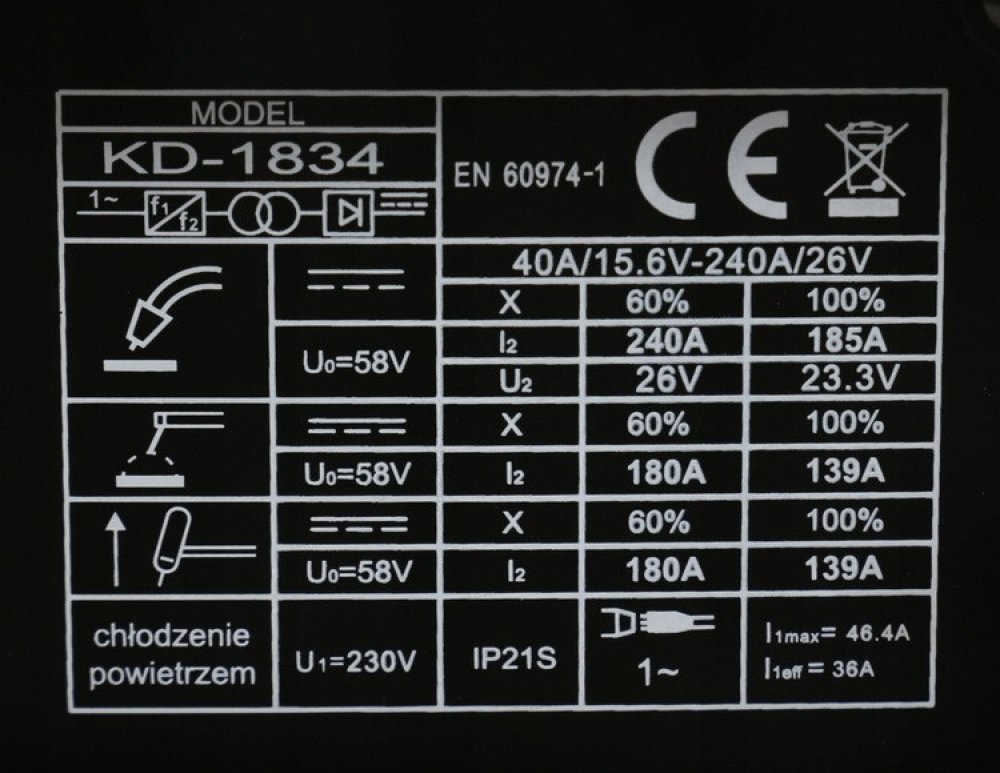 MODEL
KD-1834
1~ f1 f2
EN 60974-1 CE
40A/15.6V-240A/26V
X 60% 100%
U0=58V I2 240A 185A
U2 26V 23.3V
X 60% 100%
U0=58V I2 180A 139A
X 60% 100%
U0=58V I2 180A 139A
chłodzenie
powietrzem
U1=230V
IP21S
1~
I1max= 46.4A
I1eff = 36A